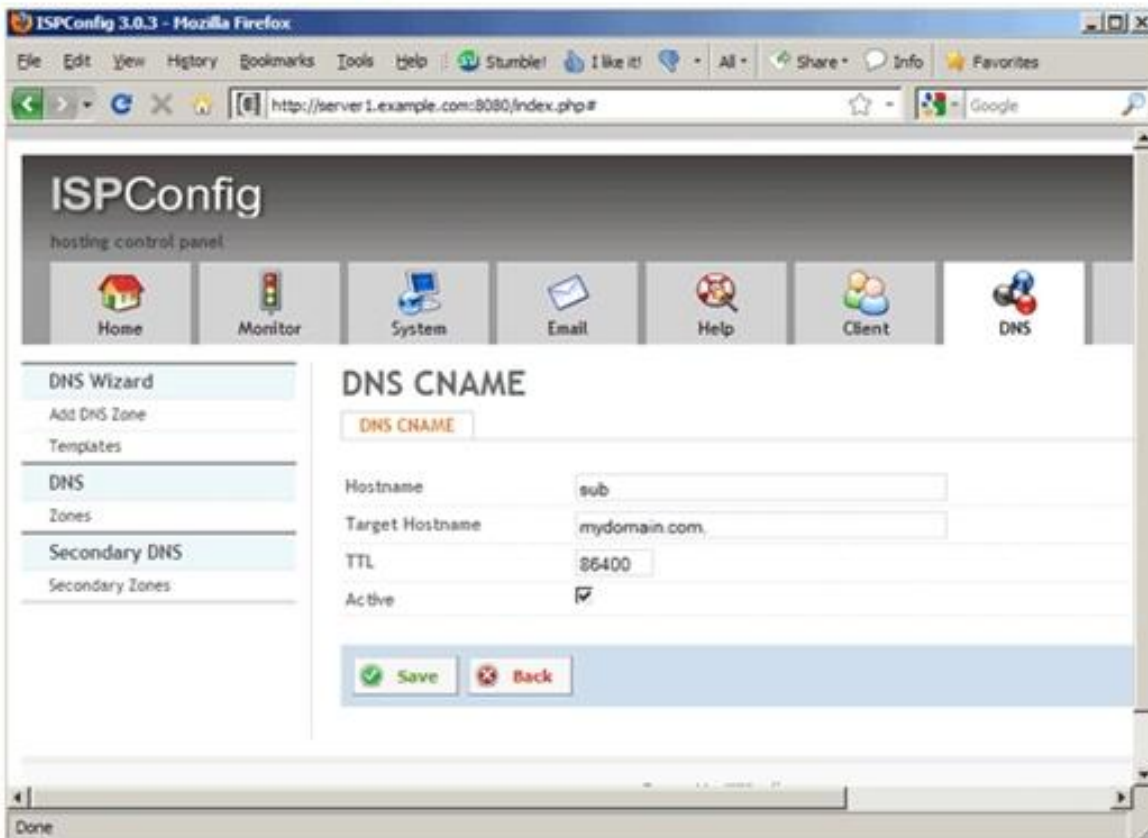 ISPConfig 3.0.3 - Mozilla Firefox
File Edit View History Bookmarks Tools Help Stumble! I like it! All Share Info Favorites
http://server1.example.com:8080/index.php# Google
ISPConfig
hosting control panel
Home Monitor System Email Help Client DNS
DNS Wizard
Add DNS Zone
Templates
DNS
Zones
Secondary DNS
Secondary Zones
DNS CNAME
DNS CNAME
Hostname sub
Target Hostname mydomain.com.
TTL 86400
Active
Save Back
Done